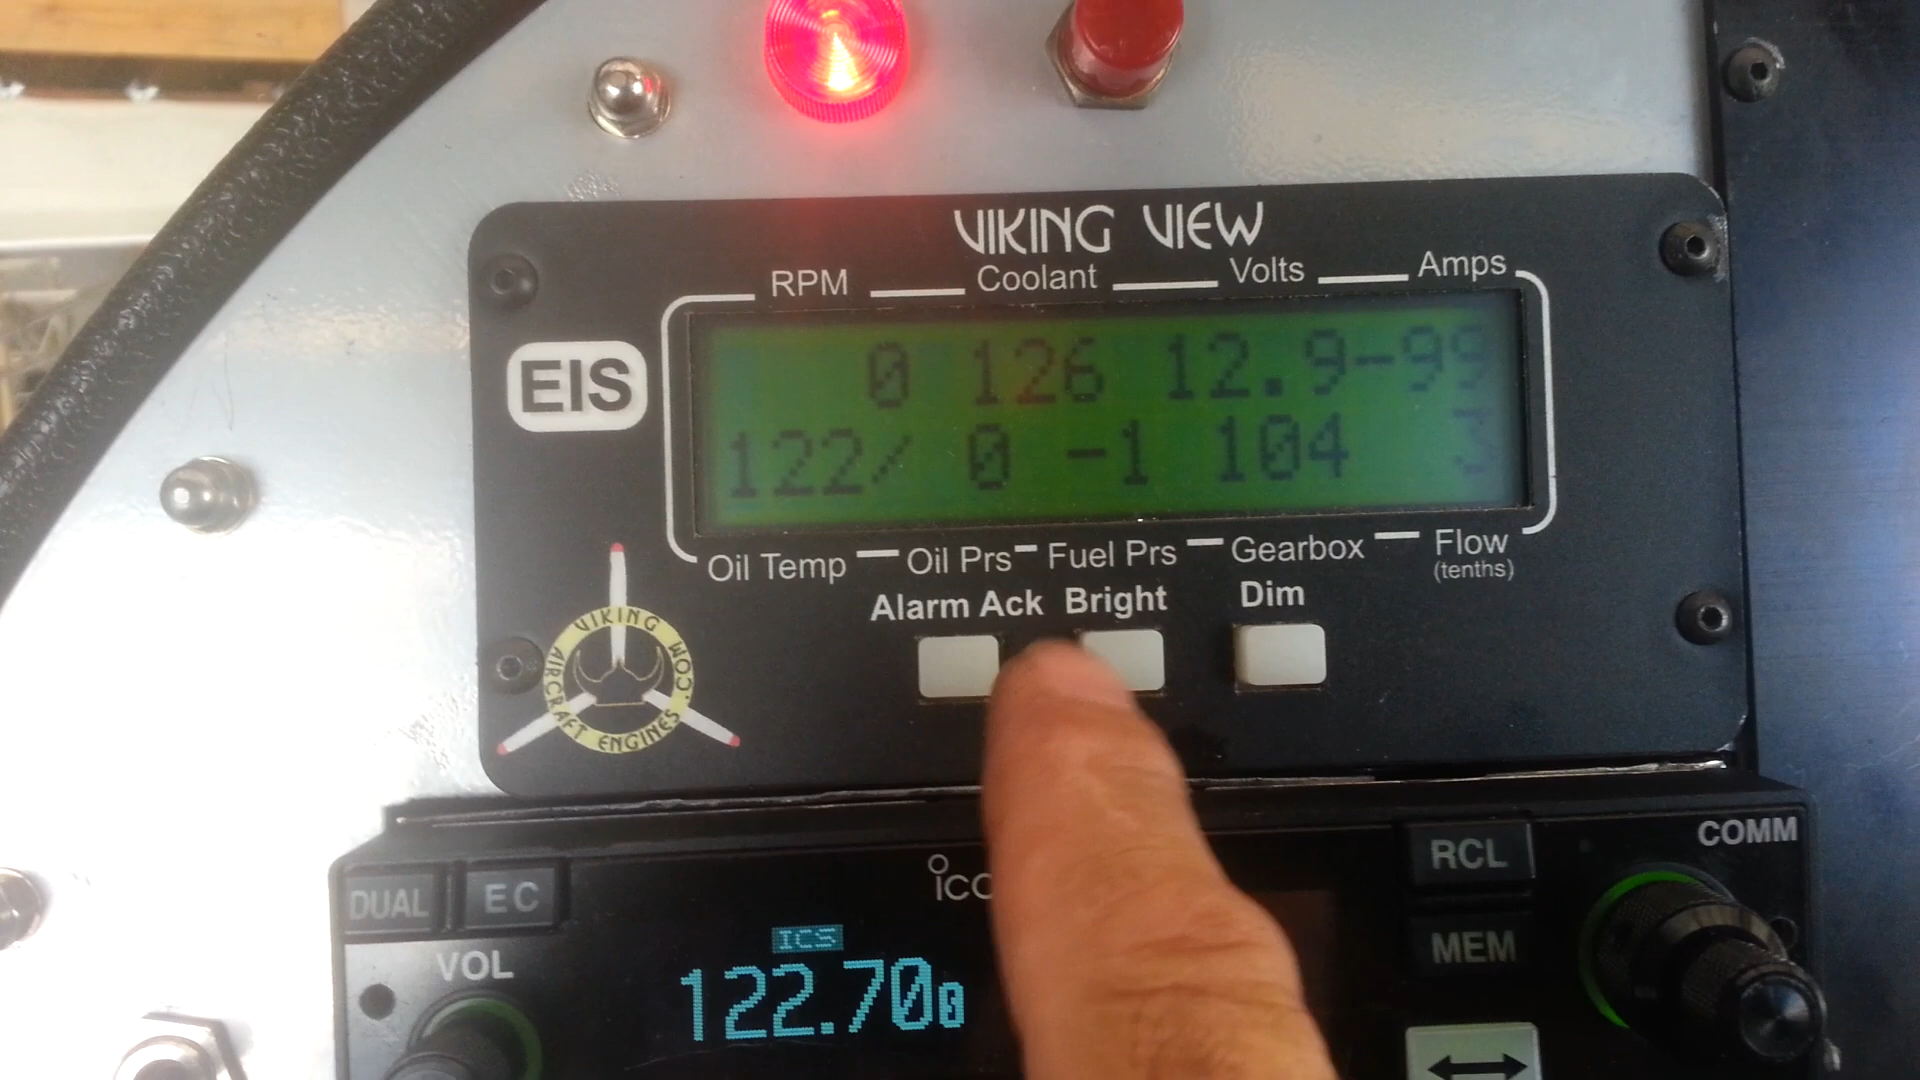 VIKING VIEW
RPM Coolant Volts Amps
EIS
0 126 12.9-99
122/ 0 -1 104 3
Oil Temp Oil Prs Fuel Prs Gearbox Flow
(tenths)
Alarm Ack Bright Dim
VIKING
AIRCRAFT ENGINES.COM
DUAL EC
RCL
COMM
MEM
VOL
ICS
122.700